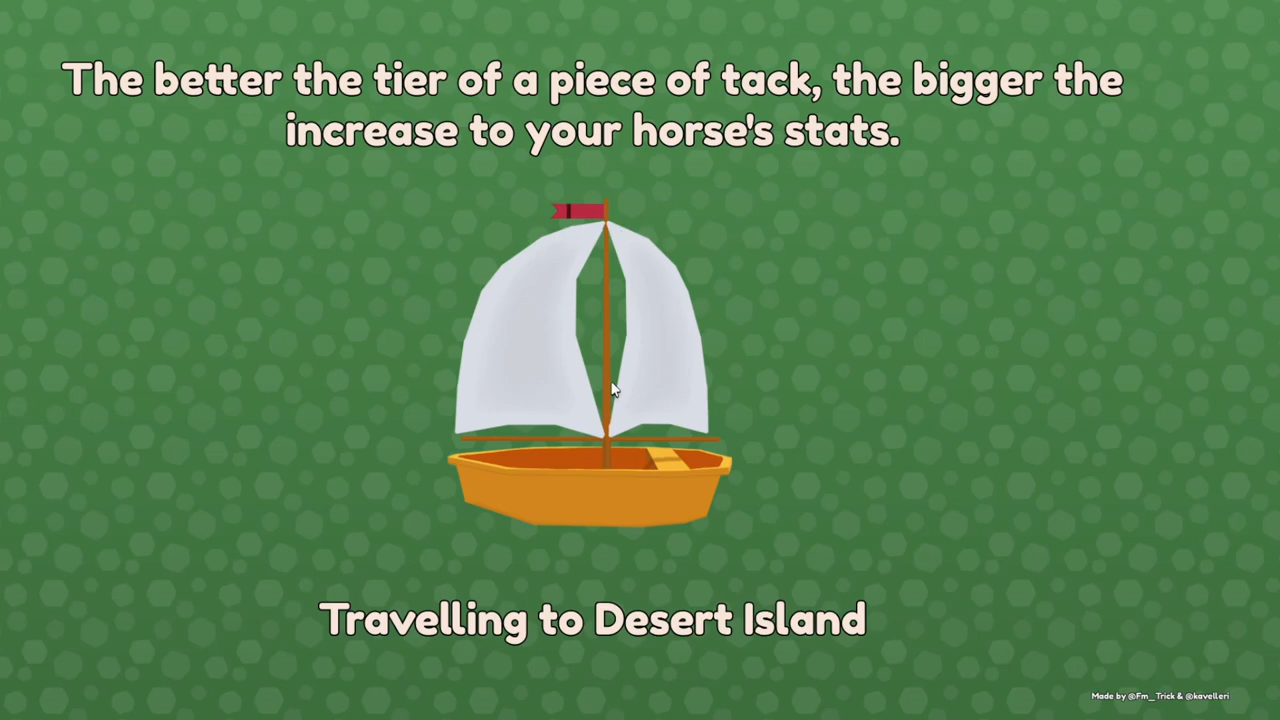 The better the tier of a piece of tack, the bigger the
increase to your horse's stats.
Travelling to Desert Island
Made by @Fm_Trick & @kavelleri